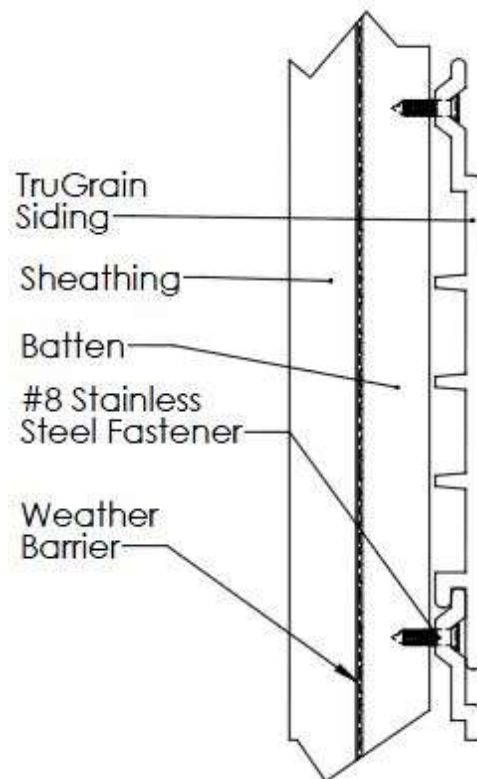 TruGrain
Siding
Sheathing
Batten
#8 Stainless
Steel Fastener
Weather
Barrier